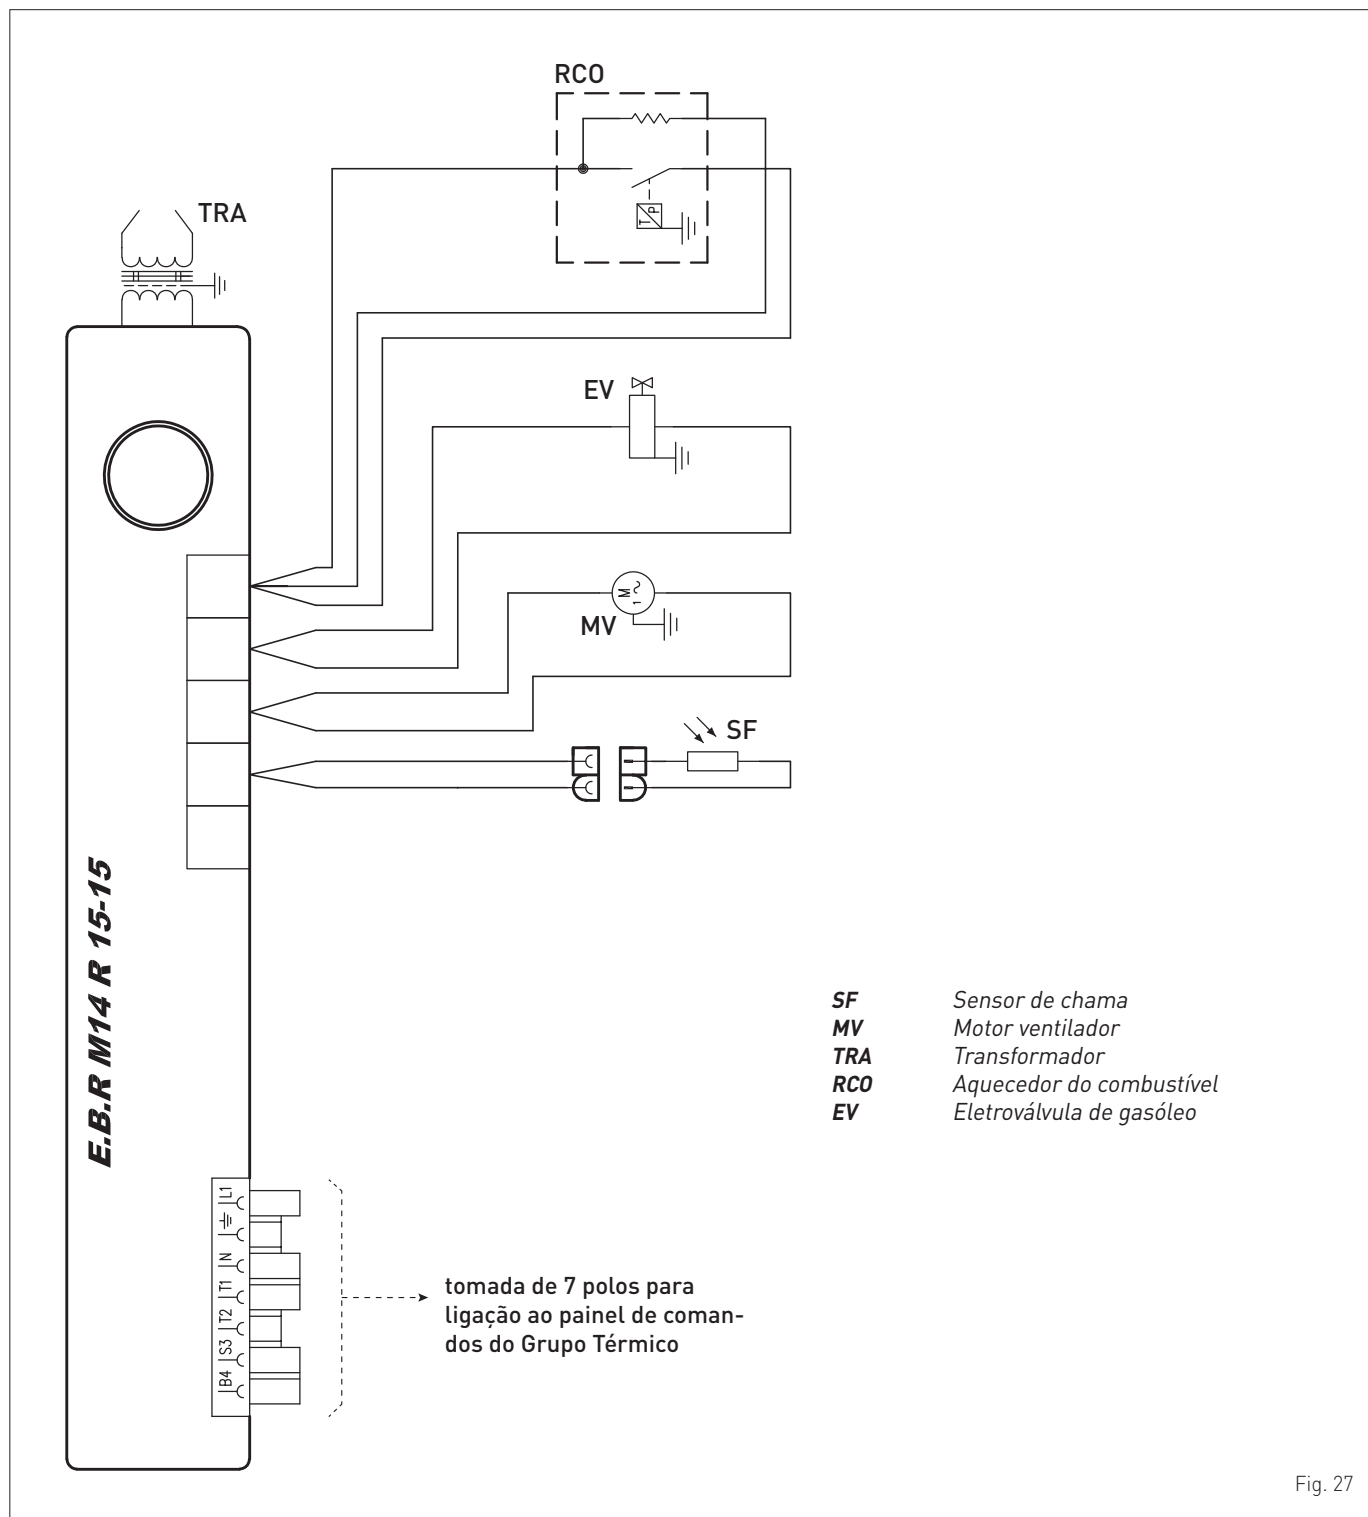 RCO
TRA
T P
EV
M 1~
MV
SF
E.B.R M14 R 15-15
SF Sensor de chama
MV Motor ventilador
TRA Transformador
RCO Aquecedor do combustível
EV Eletroválvula de gasóleo
L1
N
T1
T2
S3
B4
tomada de 7 polos para
ligação ao painel de coman-
dos do Grupo Térmico
Fig. 27